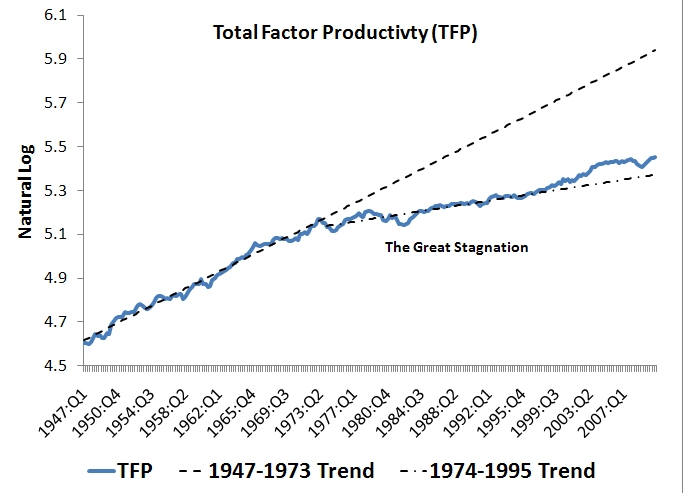 Total Factor Productivty (TFP)
Natural Log
6.1
5.9
5.7
5.5
5.3
5.1
4.9
4.7
4.5
The Great Stagnation
1947:Q1
1950:Q4
1954:Q3
1958:Q2
1962:Q1
1965:Q4
1969:Q3
1973:Q2
1977:Q1
1980:Q4
1984:Q3
1988:Q2
1992:Q1
1995:Q4
1999:Q3
2003:Q2
2007:Q1
TFP
1947-1973 Trend
1974-1995 Trend